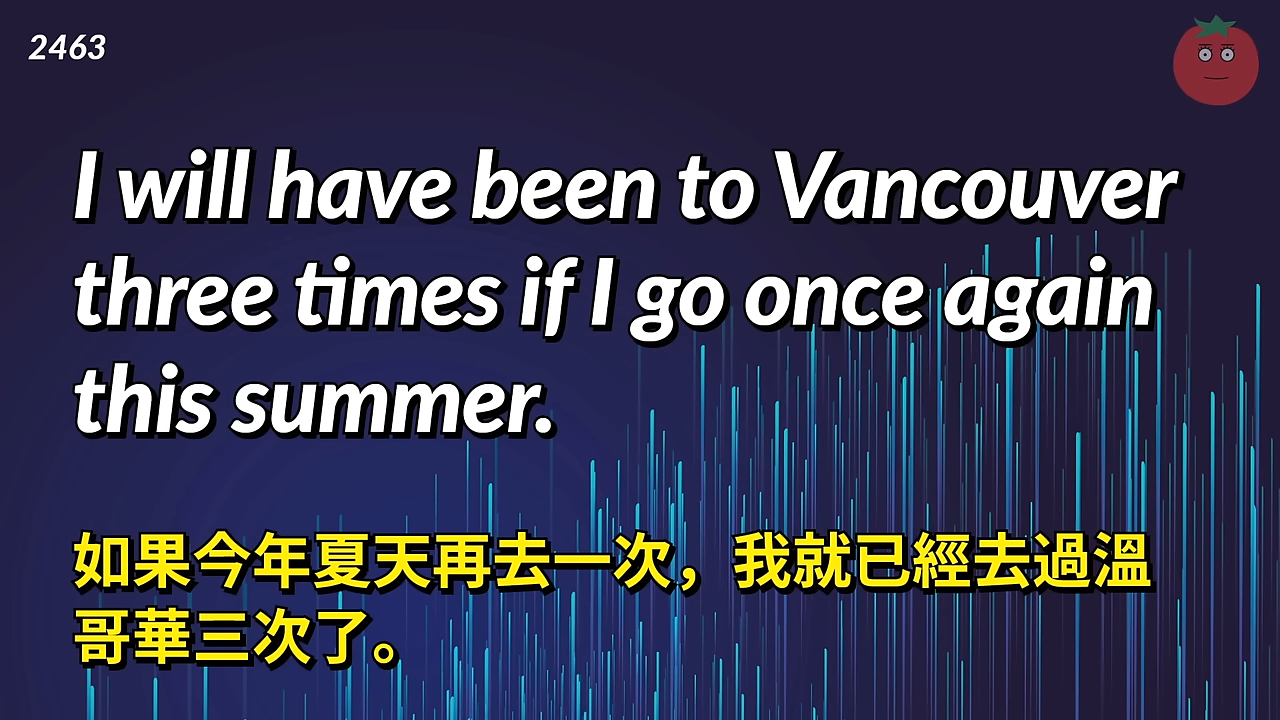 2463
I will have been to Vancouver
three times if I go once again
this summer.
如果今年夏天再去一次，我就已經去過溫
哥華三次了。